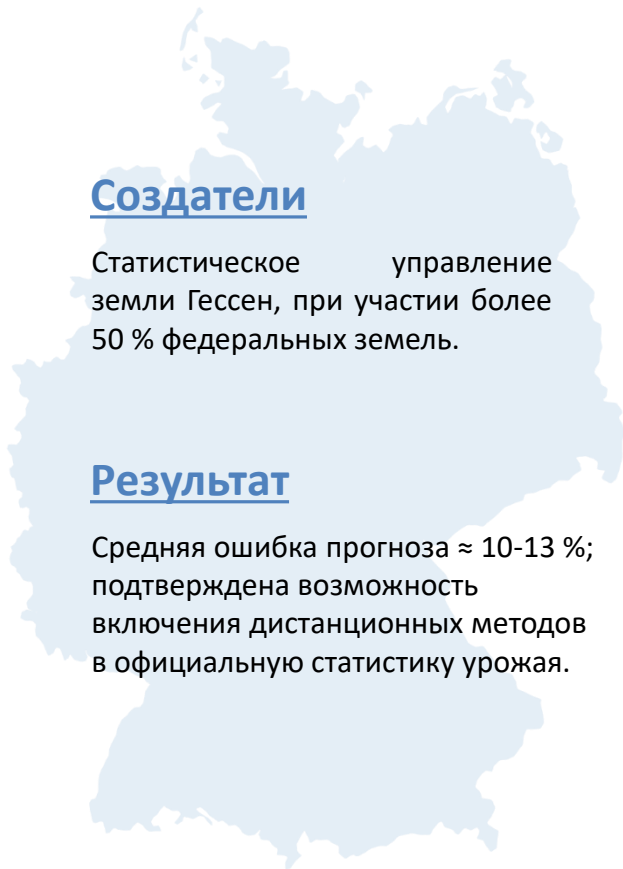 Создатели
Статистическое управление
земли Гессен, при участии более
50 % федеральных земель.
Результат
Средняя ошибка прогноза ≈ 10-13 %;
подтверждена возможность
включения дистанционных методов
в официальную статистику урожая.